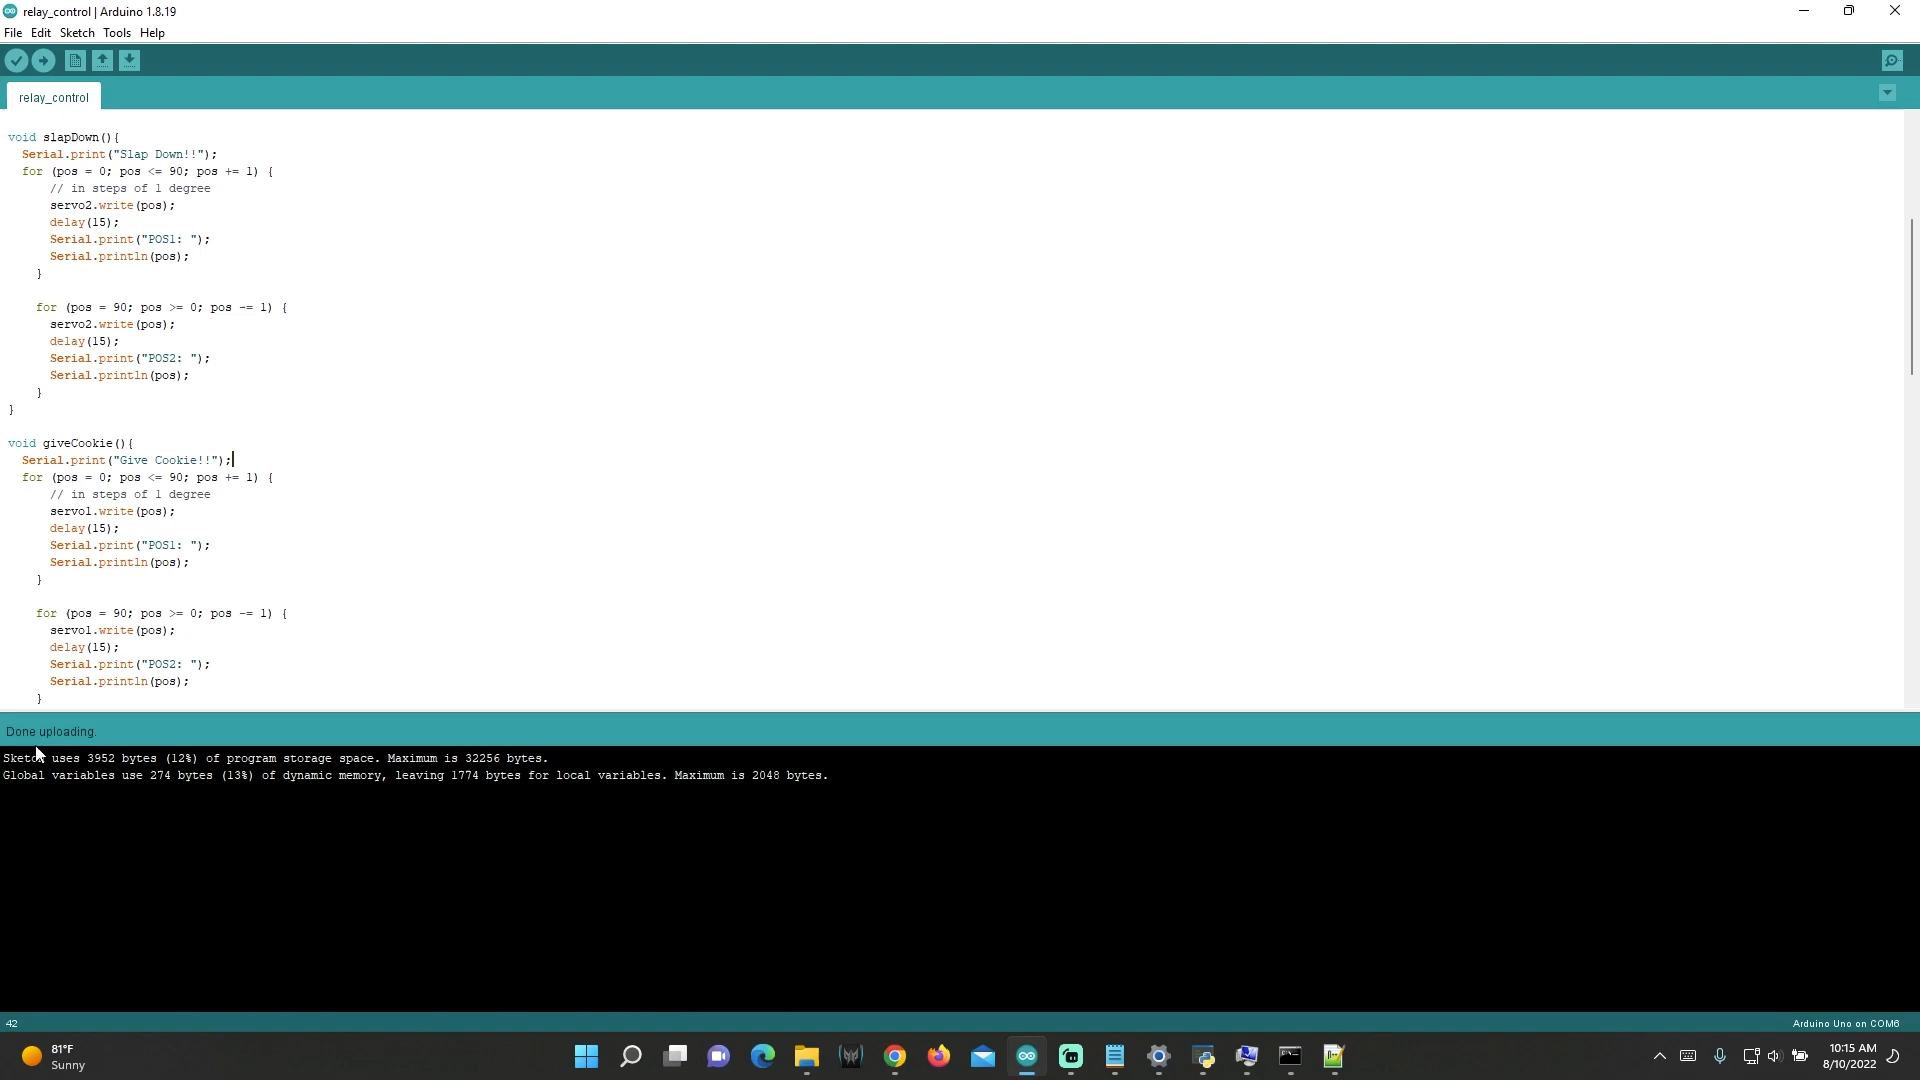 relay_control | Arduino 1.8.19
File Edit Sketch Tools Help
relay_control
void slapDown(){
Serial.print("Slap Down!!");
for (pos = 0; pos <= 90; pos += 1) {
// in steps of 1 degree
servo2.write(pos);
delay(15);
Serial.print("POS1: ");
Serial.println(pos);
}
for (pos = 90; pos >= 0; pos -= 1) {
servo2.write(pos);
delay(15);
Serial.print("POS2: ");
Serial.println(pos);
}
}
void giveCookie(){
Serial.print("Give Cookie!!");
for (pos = 0; pos <= 90; pos += 1) {
// in steps of 1 degree
servo1.write(pos);
delay(15);
Serial.print("POS1: ");
Serial.println(pos);
}
for (pos = 90; pos >= 0; pos -= 1) {
servo1.write(pos);
delay(15);
Serial.print("POS2: ");
Serial.println(pos);
}
Done uploading.
Sketch uses 3952 bytes (12%) of program storage space. Maximum is 32256 bytes.
Global variables use 274 bytes (13%) of dynamic memory, leaving 1774 bytes for local variables. Maximum is 2048 bytes.
42
Arduino Uno on COM6
81°F
Sunny
10:15 AM
8/10/2022